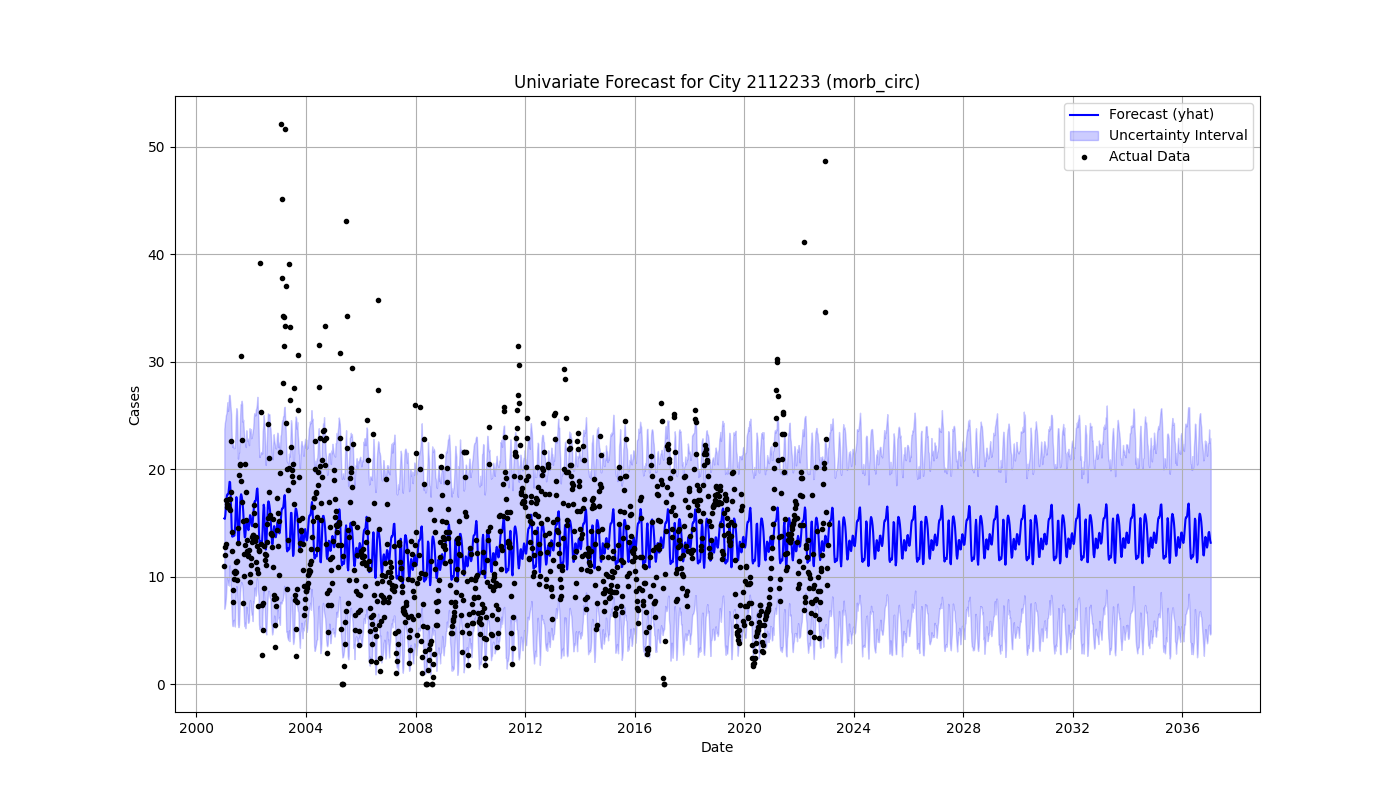 Univariate Forecast for City 2112233 (morb_circ)
Forecast (yhat)
Uncertainty Interval
Actual Data
Cases
50
40
30
20
10
0
2000 2004 2008 2012 2016 2020 2024 2028 2032 2036
Date